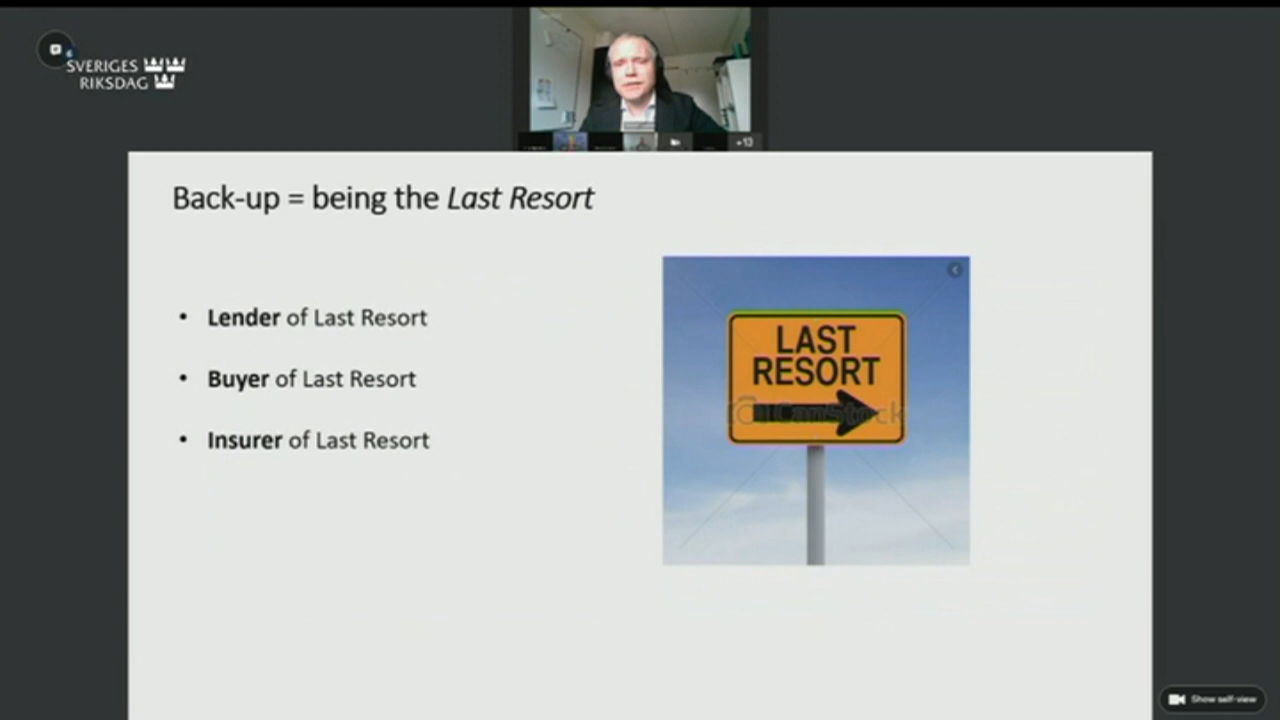 SVERIGES
RIKSDAG
+13
Back-up = being the Last Resort
• Lender of Last Resort
• Buyer of Last Resort
• Insurer of Last Resort
LAST
RESORT
CanStock
Show self-view